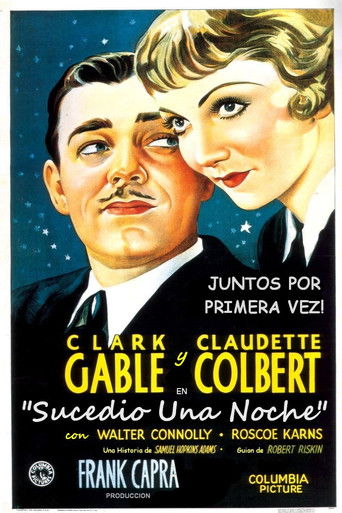 JUNTOS POR
PRIMERA VEZ!
CLARK y CLAUDETTE
GABLE EN COLBERT
"Sucedio Una Noche"
con WALTER CONNOLLY · ROSCOE KARNS
Una Historia de SAMUEL HOPKINS ADAMS · Guion de ROBERT RISKIN
FRANK CAPRA
PRODUCCION
COLUMBIA
PICTURE